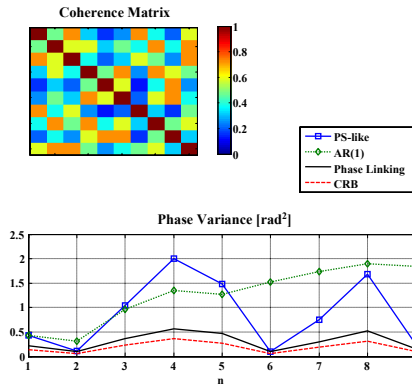 Coherence Matrix
1
0.8
0.6
0.4
0.2
0
PS-like
AR(1)
Phase Linking
CRB
Phase Variance [rad²]
2.5
2
1.5
1
0.5
0
1 2 3 4 5 6 7 8
n